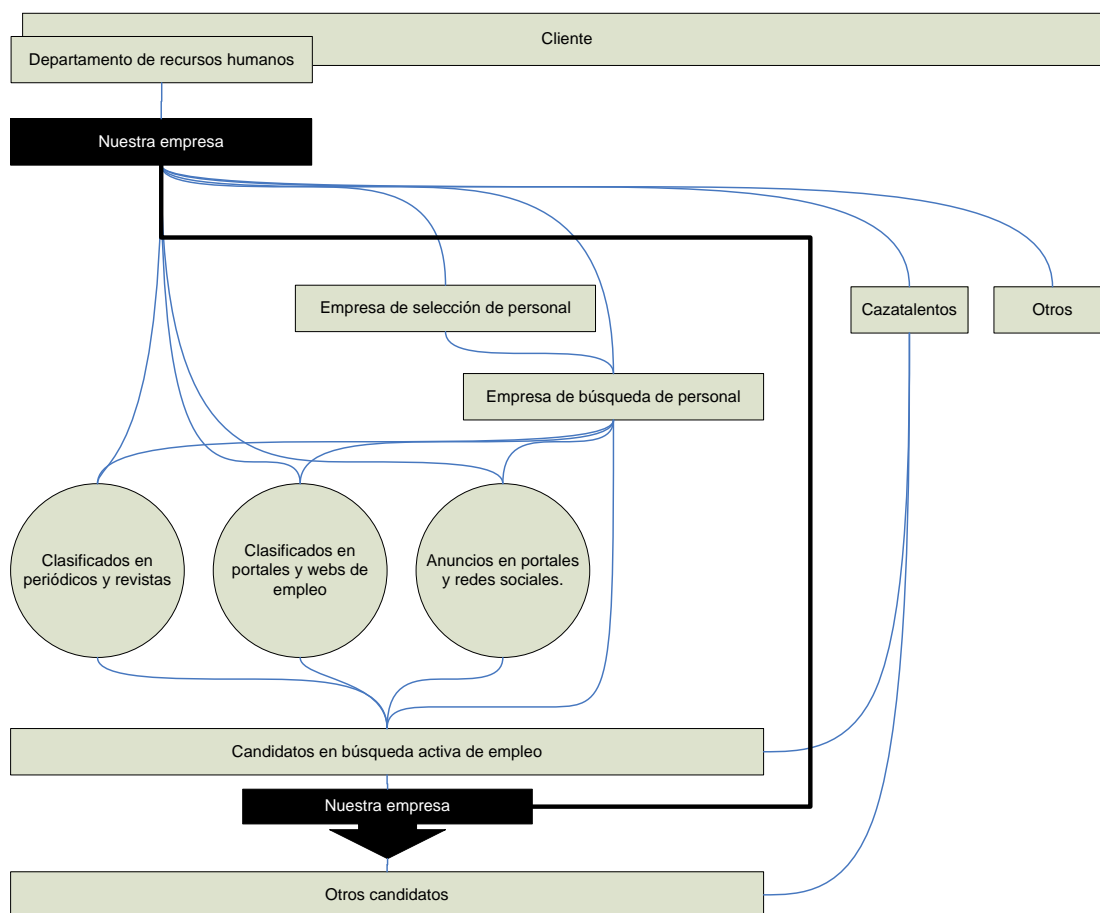 Cliente
Departamento de recursos humanos
Nuestra empresa
Empresa de selección de personal
Cazatalentos
Otros
Empresa de búsqueda de personal
Clasificados en
periódicos y revistas
Clasificados en
portales y webs de
empleo
Anuncios en portales
y redes sociales.
Candidatos en búsqueda activa de empleo
Nuestra empresa
Otros candidatos